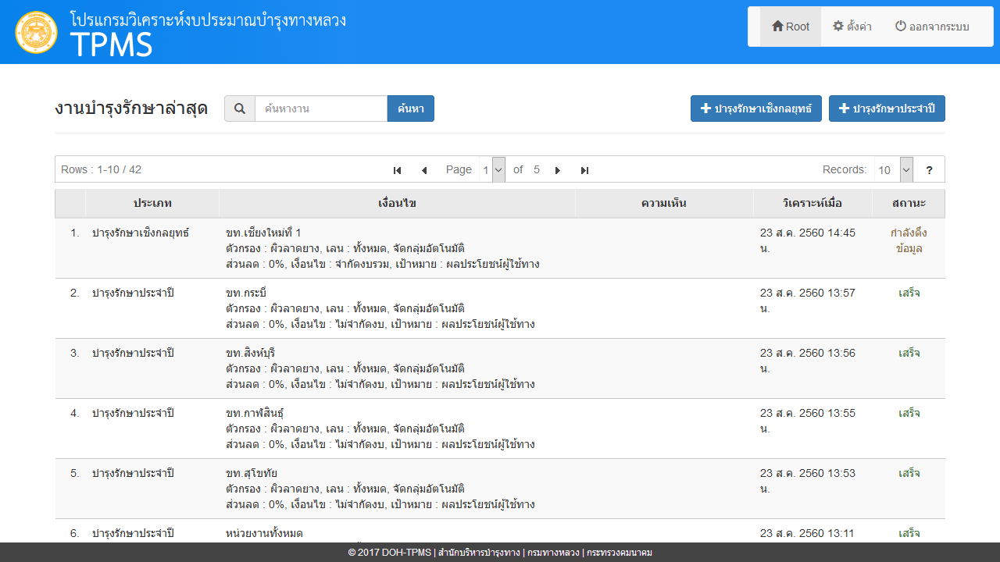 โปรแกรมวิเคราะห์งบประมาณบำรุงทางหลวง
TPMS
Root ตั้งค่า ออกจากระบบ
งานบำรุงรักษาล่าสุด ค้นหางาน ค้นหา บำรุงรักษาเชิงกลยุทธ์ บำรุงรักษาประจำปี
Rows : 1-10 / 42 Page 1 of 5 Records: 10 ?
ประเภท เงื่อนไข ความเห็น วิเคราะห์เมื่อ สถานะ
1. บำรุงรักษาเชิงกลยุทธ์ ขท.เชียงใหม่ที่ 1 23 ส.ค. 2560 14:45 กำลังดึง
ตัวกรอง : ผิวลาดยาง, เลน : ทั้งหมด, จัดกลุ่มอัตโนมัติ น. ข้อมูล
ส่วนลด : 0%, เงื่อนไข : จำกัดงบรวม, เป้าหมาย : ผลประโยชน์ผู้ใช้ทาง
2. บำรุงรักษาประจำปี ขท.กระบี่ 23 ส.ค. 2560 13:57 เสร็จ
ตัวกรอง : ผิวลาดยาง, เลน : ทั้งหมด, จัดกลุ่มอัตโนมัติ น.
ส่วนลด : 0%, เงื่อนไข : ไม่จำกัดงบ, เป้าหมาย : ผลประโยชน์ผู้ใช้ทาง
3. บำรุงรักษาประจำปี ขท.สิงห์บุรี 23 ส.ค. 2560 13:56 เสร็จ
ตัวกรอง : ผิวลาดยาง, เลน : ทั้งหมด, จัดกลุ่มอัตโนมัติ น.
ส่วนลด : 0%, เงื่อนไข : ไม่จำกัดงบ, เป้าหมาย : ผลประโยชน์ผู้ใช้ทาง
4. บำรุงรักษาประจำปี ขท.กาฬสินธุ์ 23 ส.ค. 2560 13:55 เสร็จ
ตัวกรอง : ผิวลาดยาง, เลน : ทั้งหมด, จัดกลุ่มอัตโนมัติ น.
ส่วนลด : 0%, เงื่อนไข : ไม่จำกัดงบ, เป้าหมาย : ผลประโยชน์ผู้ใช้ทาง
5. บำรุงรักษาประจำปี ขท.สุโขทัย 23 ส.ค. 2560 13:53 เสร็จ
ตัวกรอง : ผิวลาดยาง, เลน : ทั้งหมด, จัดกลุ่มอัตโนมัติ น.
ส่วนลด : 0%, เงื่อนไข : ไม่จำกัดงบ, เป้าหมาย : ผลประโยชน์ผู้ใช้ทาง
6. บำรุงรักษาประจำปี หน่วยงานทั้งหมด 23 ส.ค. 2560 13:11 เสร็จ
© 2017 DOH-TPMS | สำนักบริหารบำรุงทาง | กรมทางหลวง | กระทรวงคมนาคม